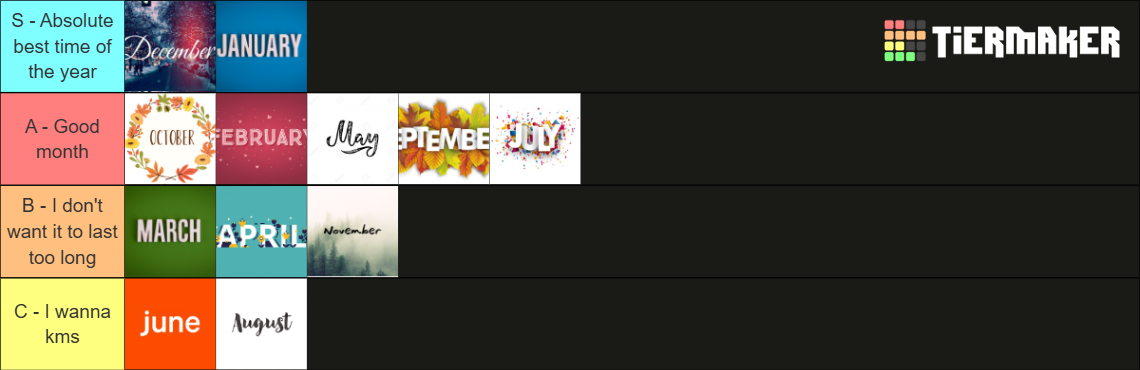 S - Absolute
best time of
the year
December
JANUARY
TiERMAKER
A - Good
month
OCTOBER
FEBRUARY
May
EPTEMBE
JULY
B - I don't
want it to last
too long
MARCH
APRIL
November
C - I wanna
kms
june
August